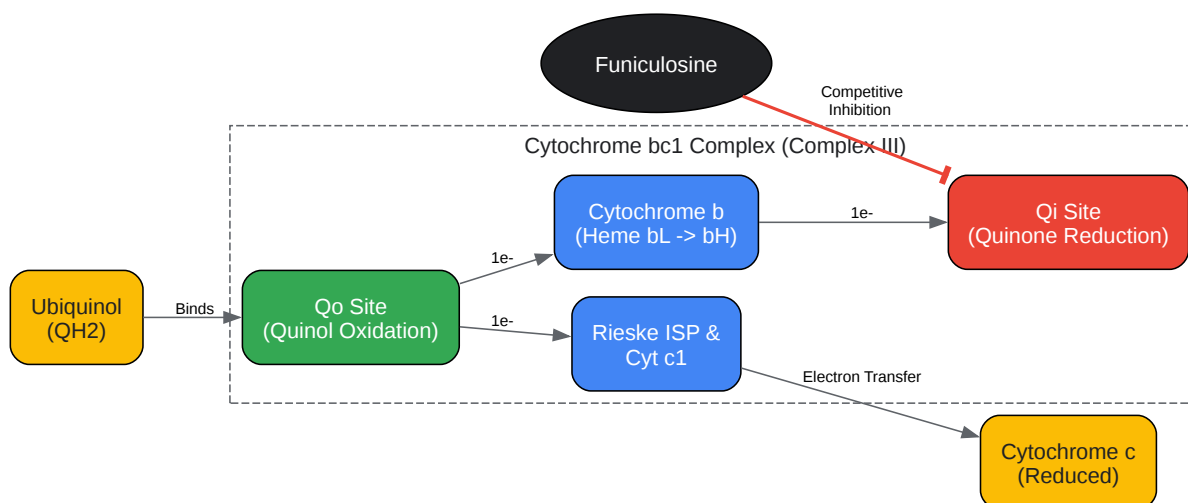 Funiculosine
Competitive
Inhibition
Cytochrome bc1 Complex (Complex III)
Cytochrome b
(Heme bL -> bH)
1e-
Qi Site
(Quinone Reduction)
1e-
Ubiquinol
(QH2)
Binds
Qo Site
(Quinol Oxidation)
1e-
Rieske ISP &
Cyt c1
Electron Transfer
Cytochrome c
(Reduced)